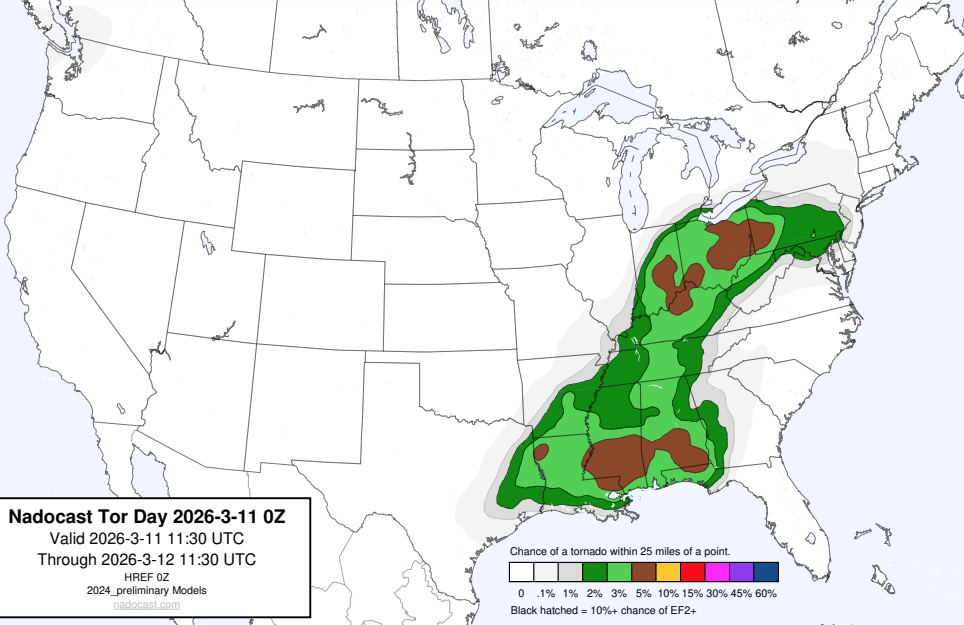 Nadocast Tor Day 2026-3-11 0Z
Valid 2026-3-11 11:30 UTC
Through 2026-3-12 11:30 UTC
HREF 0Z
2024_preliminary Models
nadocast.com
Chance of a tornado within 25 miles of a point.
0 .1% 1% 2% 3% 5% 10% 15% 30% 45% 60%
Black hatched = 10%+ chance of EF2+